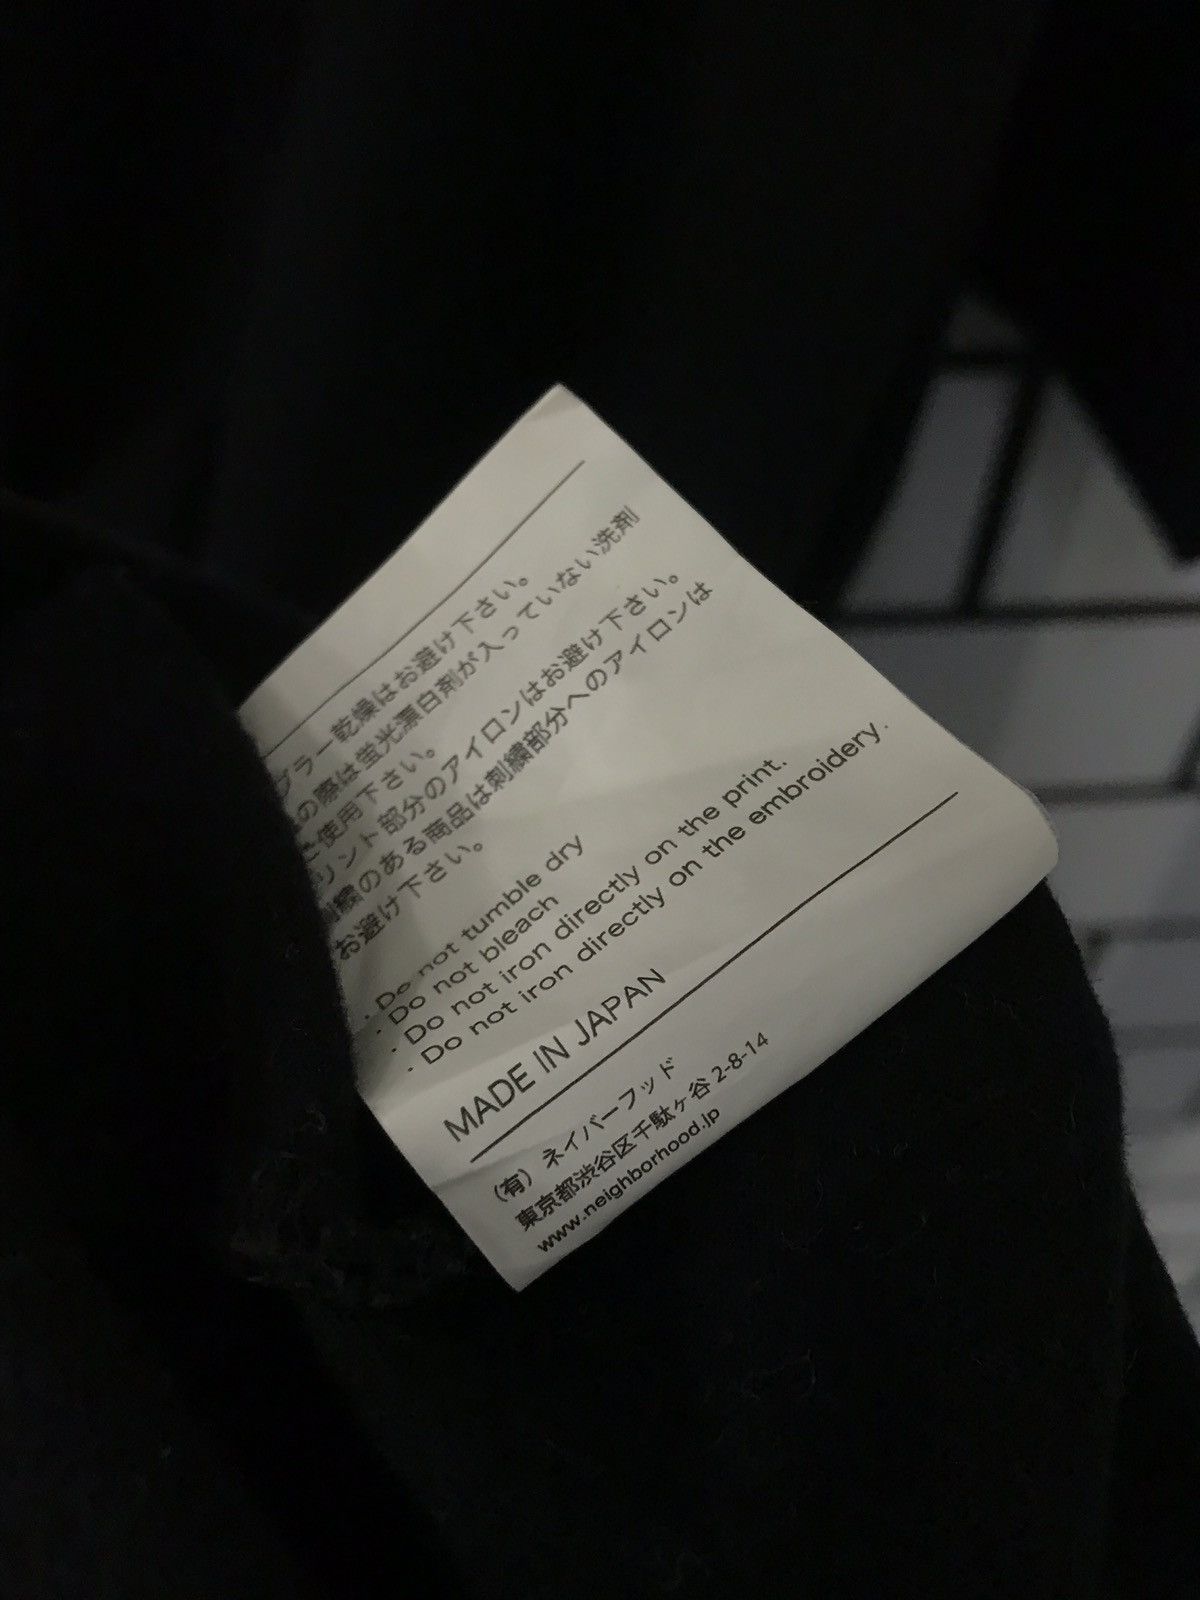 ブラー乾燥はお避け下さい。
の際は蛍光漂白剤が入っていない洗剤
使用下さい。
リント部分のアイロンはお避け下さい。
刺繍のある商品は刺繍部分へのアイロンは
お避け下さい。
· Do not tumble dry
· Do not bleach
· Do not iron directly on the print.
· Do not iron directly on the embroidery.
MADE IN JAPAN
（有）ネイバーフッド
東京都渋谷区千駄ヶ谷 2-8-14
www.neighborhood.jp